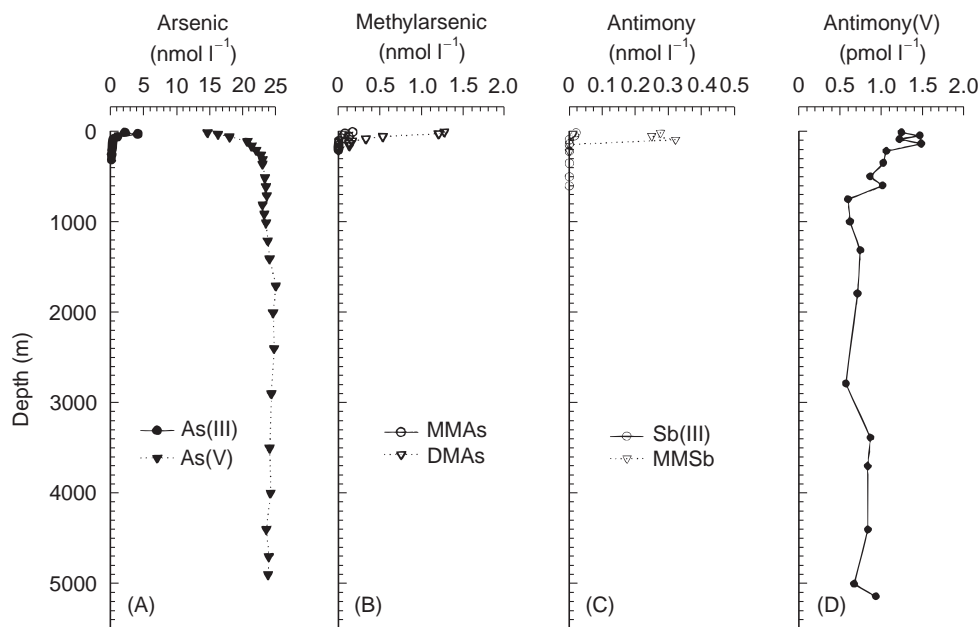 Arsenic
(nmol l⁻¹)
0 5 10 15 20 25
Methylarsenic
(nmol l⁻¹)
0 0.5 1.0 1.5 2.0
Antimony
(nmol l⁻¹)
0 0.1 0.2 0.3 0.4 0.5
Antimony(V)
(pmol l⁻¹)
0 0.5 1.0 1.5 2.0
Depth (m)
0
1000
2000
3000
4000
5000
As(III)
As(V)
(A)
MMAs
DMAs
(B)
Sb(III)
MMSb
(C)
(D)